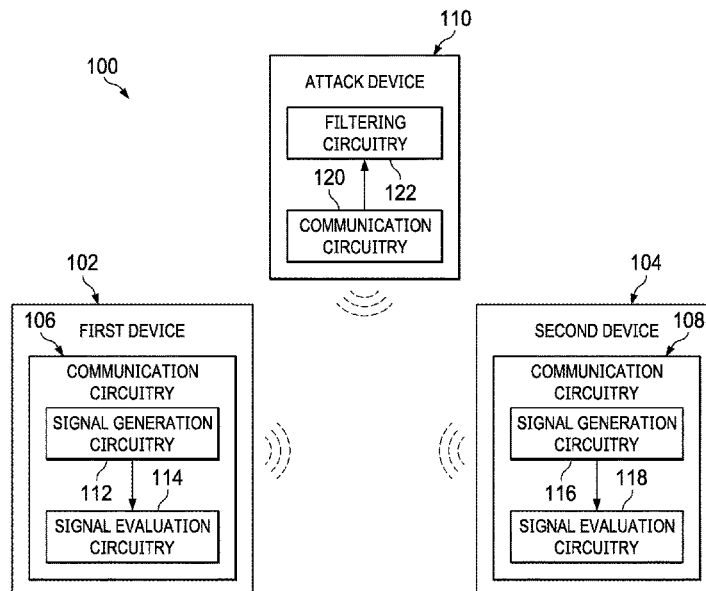 110
100
ATTACK DEVICE
FILTERING
CIRCUITRY
120
122
COMMUNICATION
CIRCUITRY
102
104
FIRST DEVICE
106
COMMUNICATION
CIRCUITRY
SIGNAL GENERATION
CIRCUITRY
112
114
SIGNAL EVALUATION
CIRCUITRY
SECOND DEVICE
108
COMMUNICATION
CIRCUITRY
SIGNAL GENERATION
CIRCUITRY
116
118
SIGNAL EVALUATION
CIRCUITRY